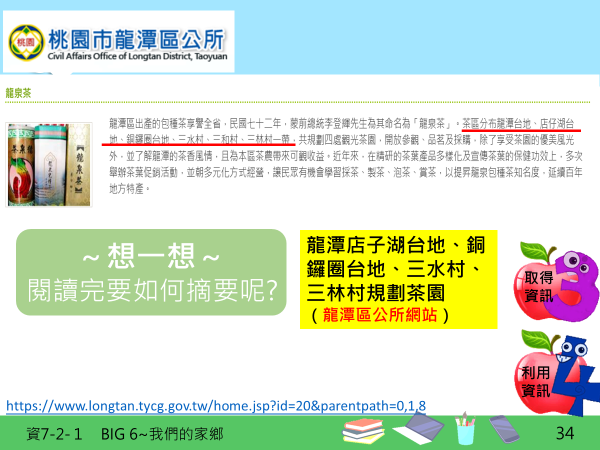 桃園
桃園市龍潭區公所
Civil Affairs Office of Longtan District, Taoyuan
龍泉茶
龍潭區出產的包種茶享譽全省，民國七十二年，蒙前總統李登輝先生為其命名為「龍泉茶」。茶區分布龍潭台地、店仔湖台
地、銅鑼圈台地、三水村、三和村、三林村一帶，共規劃四處觀光茶園，開放參觀、品茗及採購，除了享受茶園的優美風光
外，並了解龍潭的茶香風情，且為本區茶農帶來可觀收益。近年來，在精研的茶葉產品多樣化及宣傳茶葉的保健功效上，多次
舉辦茶葉促銷活動，並朝多元化方式經營，讓民眾有機會學習採茶、製茶、泡茶、賞茶，以提昇龍泉包種茶知名度，延續百年
地方特產。
龍泉茶
~想一想~
閱讀完要如何摘要呢?
龍潭店子湖台地、銅
鑼圈台地、三水村、
三林村規劃茶園
（龍潭區公所網站）
3
取得
資訊
4
利用
資訊
https://www.longtan.tycg.gov.tw/home.jsp?id=20&parentpath=0,1,8
資7-2-1 BIG 6~我們的家鄉
34